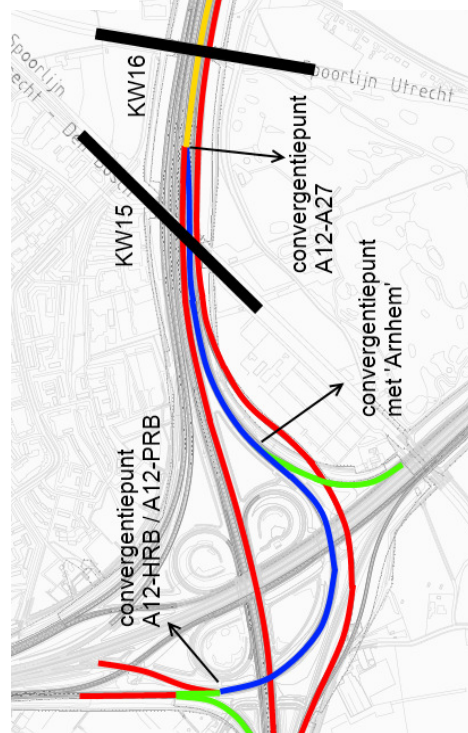 Spoorlijn
Utrecht - Den Bosch
KW16
Spoorlijn Utrecht
KW15
convergentiepunt
A12-A27
convergentiepunt
met 'Arnhem'
convergentiepunt
A12-HRB / A12-PRB